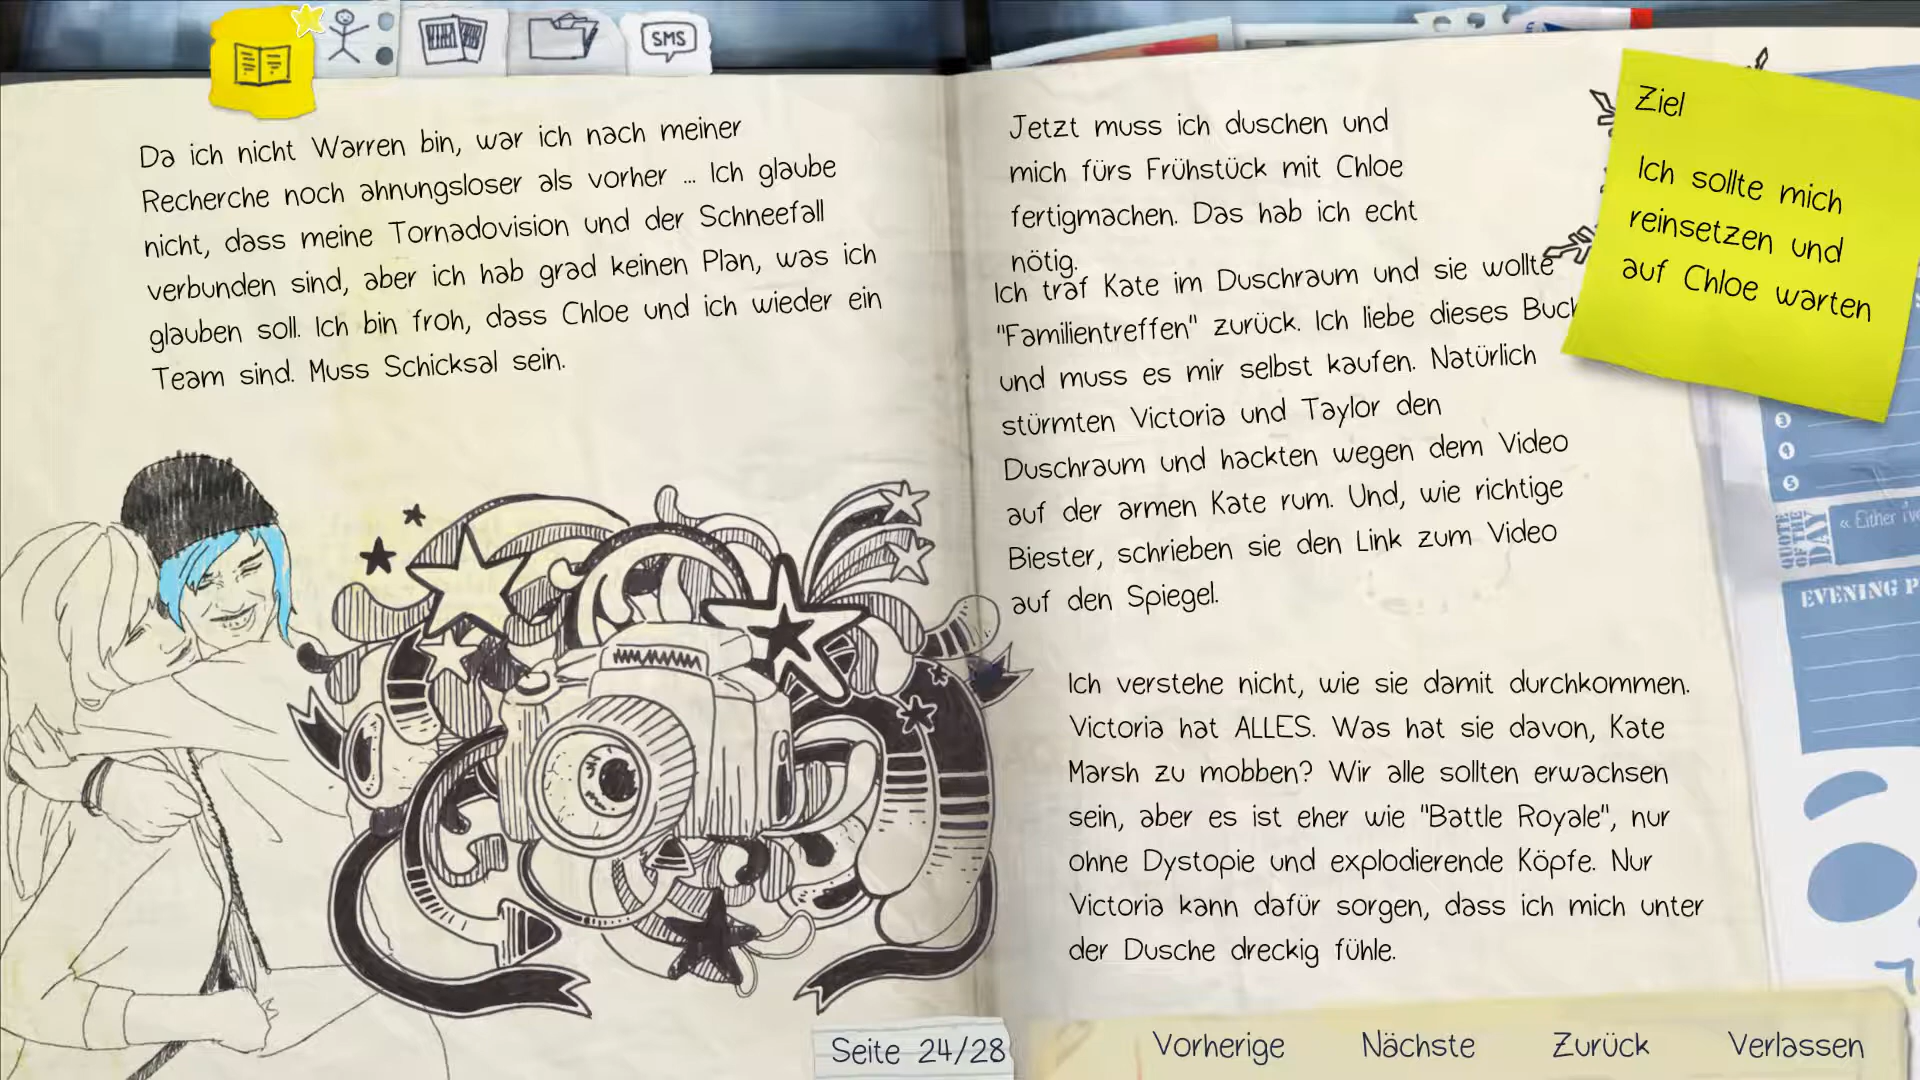 SMS
Da ich nicht Warren bin, war ich nach meiner
Recherche noch ahnungsloser als vorher ... Ich glaube
nicht, dass meine Tornadovision und der Schneefall
verbunden sind, aber ich hab grad keinen Plan, was ich
glauben soll. Ich bin froh, dass Chloe und ich wieder ein
Team sind. Muss Schicksal sein.
Jetzt muss ich duschen und
mich fürs Frühstück mit Chloe
fertigmachen. Das hab ich echt
nötig.
Ich traf Kate im Duschraum und sie wollte
"Familientreffen" zurück. Ich liebe dieses Buch
und muss es mir selbst kaufen. Natürlich
stürmten Victoria und Taylor den
Duschraum und hackten wegen dem Video
auf der armen Kate rum. Und, wie richtige
Biester, schrieben sie den Link zum Video
auf den Spiegel.
Ich verstehe nicht, wie sie damit durchkommen.
Victoria hat ALLES. Was hat sie davon, Kate
Marsh zu mobben? Wir alle sollten erwachsen
sein, aber es ist eher wie "Battle Royale", nur
ohne Dystopie und explodierende Köpfe. Nur
Victoria kann dafür sorgen, dass ich mich unter
der Dusche dreckig fühle.
Ziel
Ich sollte mich
reinsetzen und
auf Chloe warten
3
4
5
QUOTE
OF THE
DAY
« Either
EVENING P
Seite 24/28
Vorherige
Nächste
Zurück
Verlassen